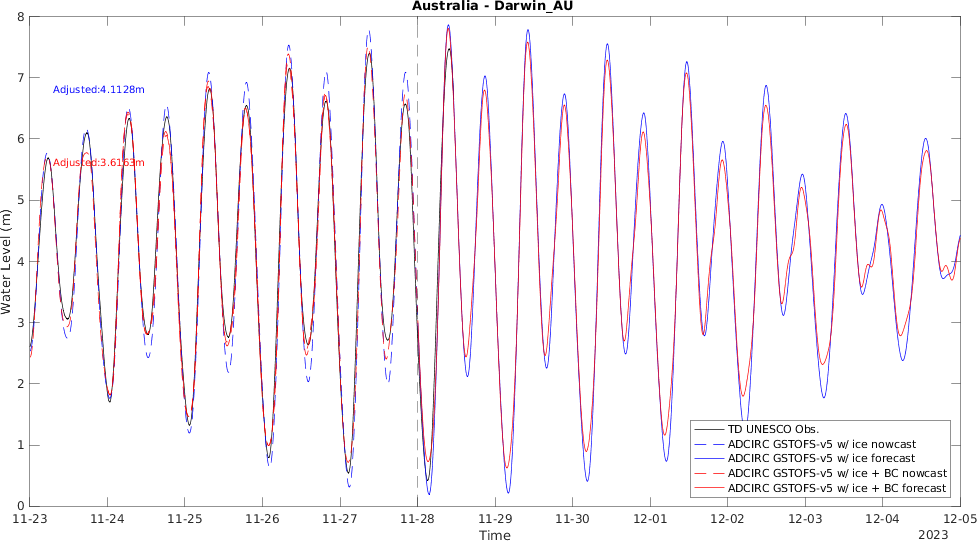 Australia - Darwin_AU
8
7
Adjusted:4.1128m
6
Adjusted:3.6163m
5
4
3
2
1
0
Water Level (m)
TD UNESCO Obs.
ADCIRC GSTOFS-v5 w/ ice nowcast
ADCIRC GSTOFS-v5 w/ ice forecast
ADCIRC GSTOFS-v5 w/ ice + BC nowcast
ADCIRC GSTOFS-v5 w/ ice + BC forecast
11-23 11-24 11-25 11-26 11-27 11-28 11-29 11-30 12-01 12-02 12-03 12-04 12-05
Time 2023